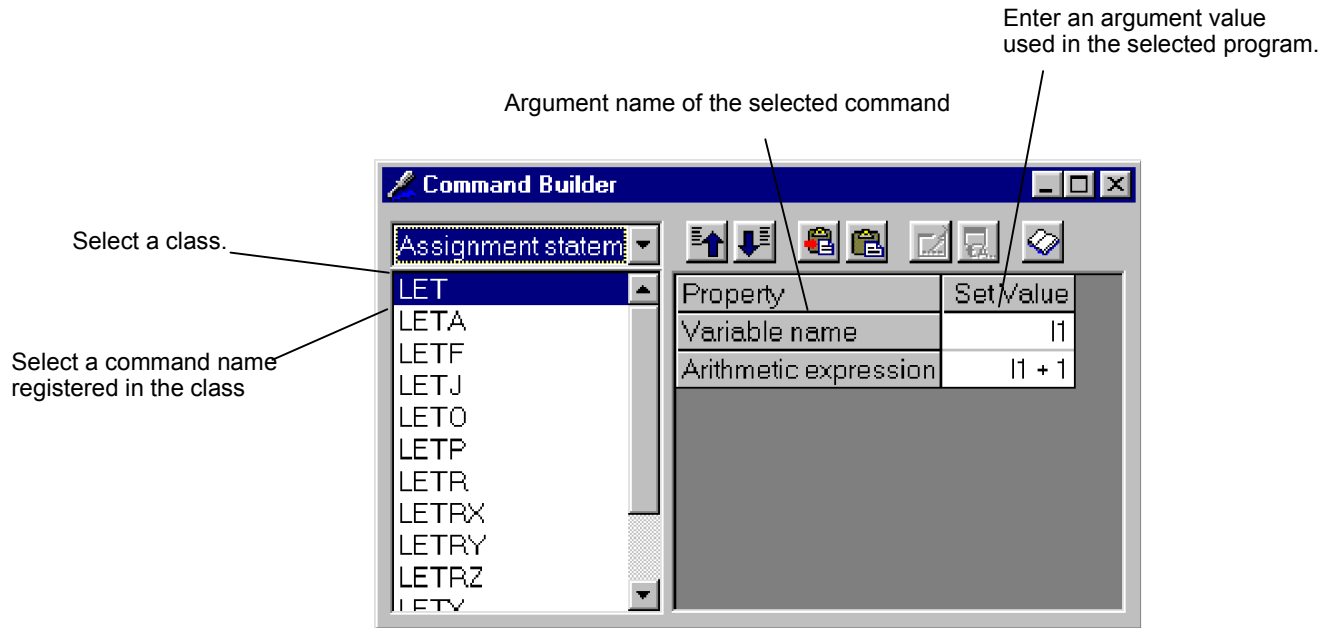 Enter an argument value
used in the selected program.
Argument name of the selected command
Command Builder
Select a class.
Assignment statem
Select a command name
registered in the class
LET
LETA
LETF
LETJ
LETO
LETP
LETR
LETRX
LETRY
LETRZ
Property Set Value
Variable name I1
Arithmetic expression I1 + 1